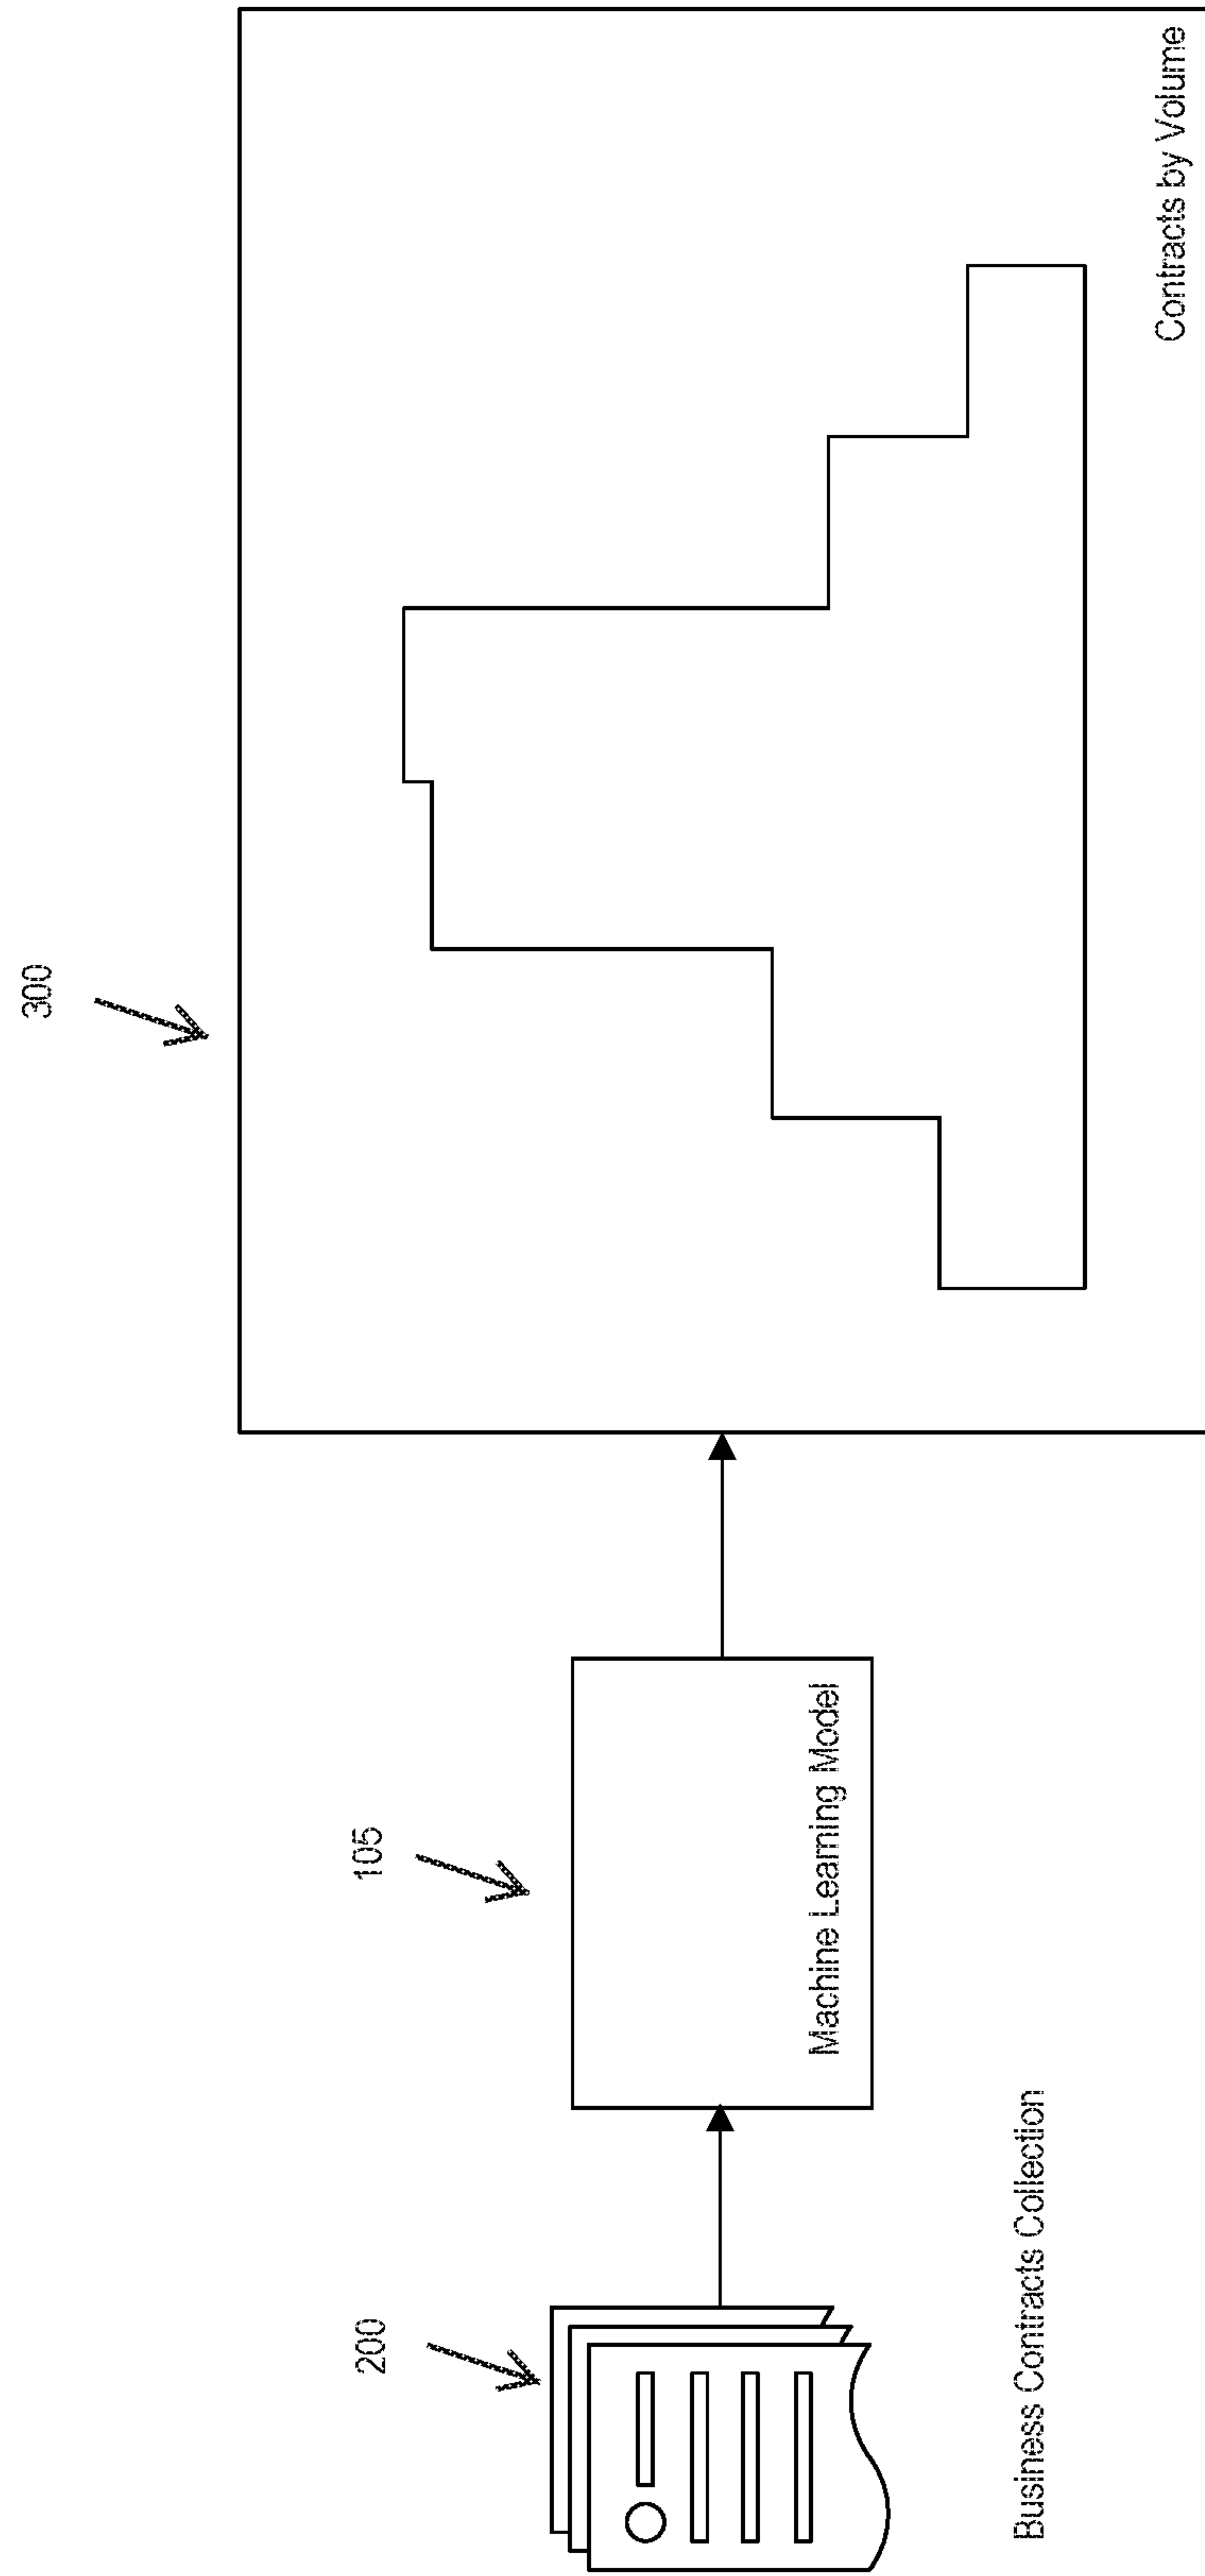 200
105
300
Machine Learning Model
Business Contracts Collection
Contracts by Volume